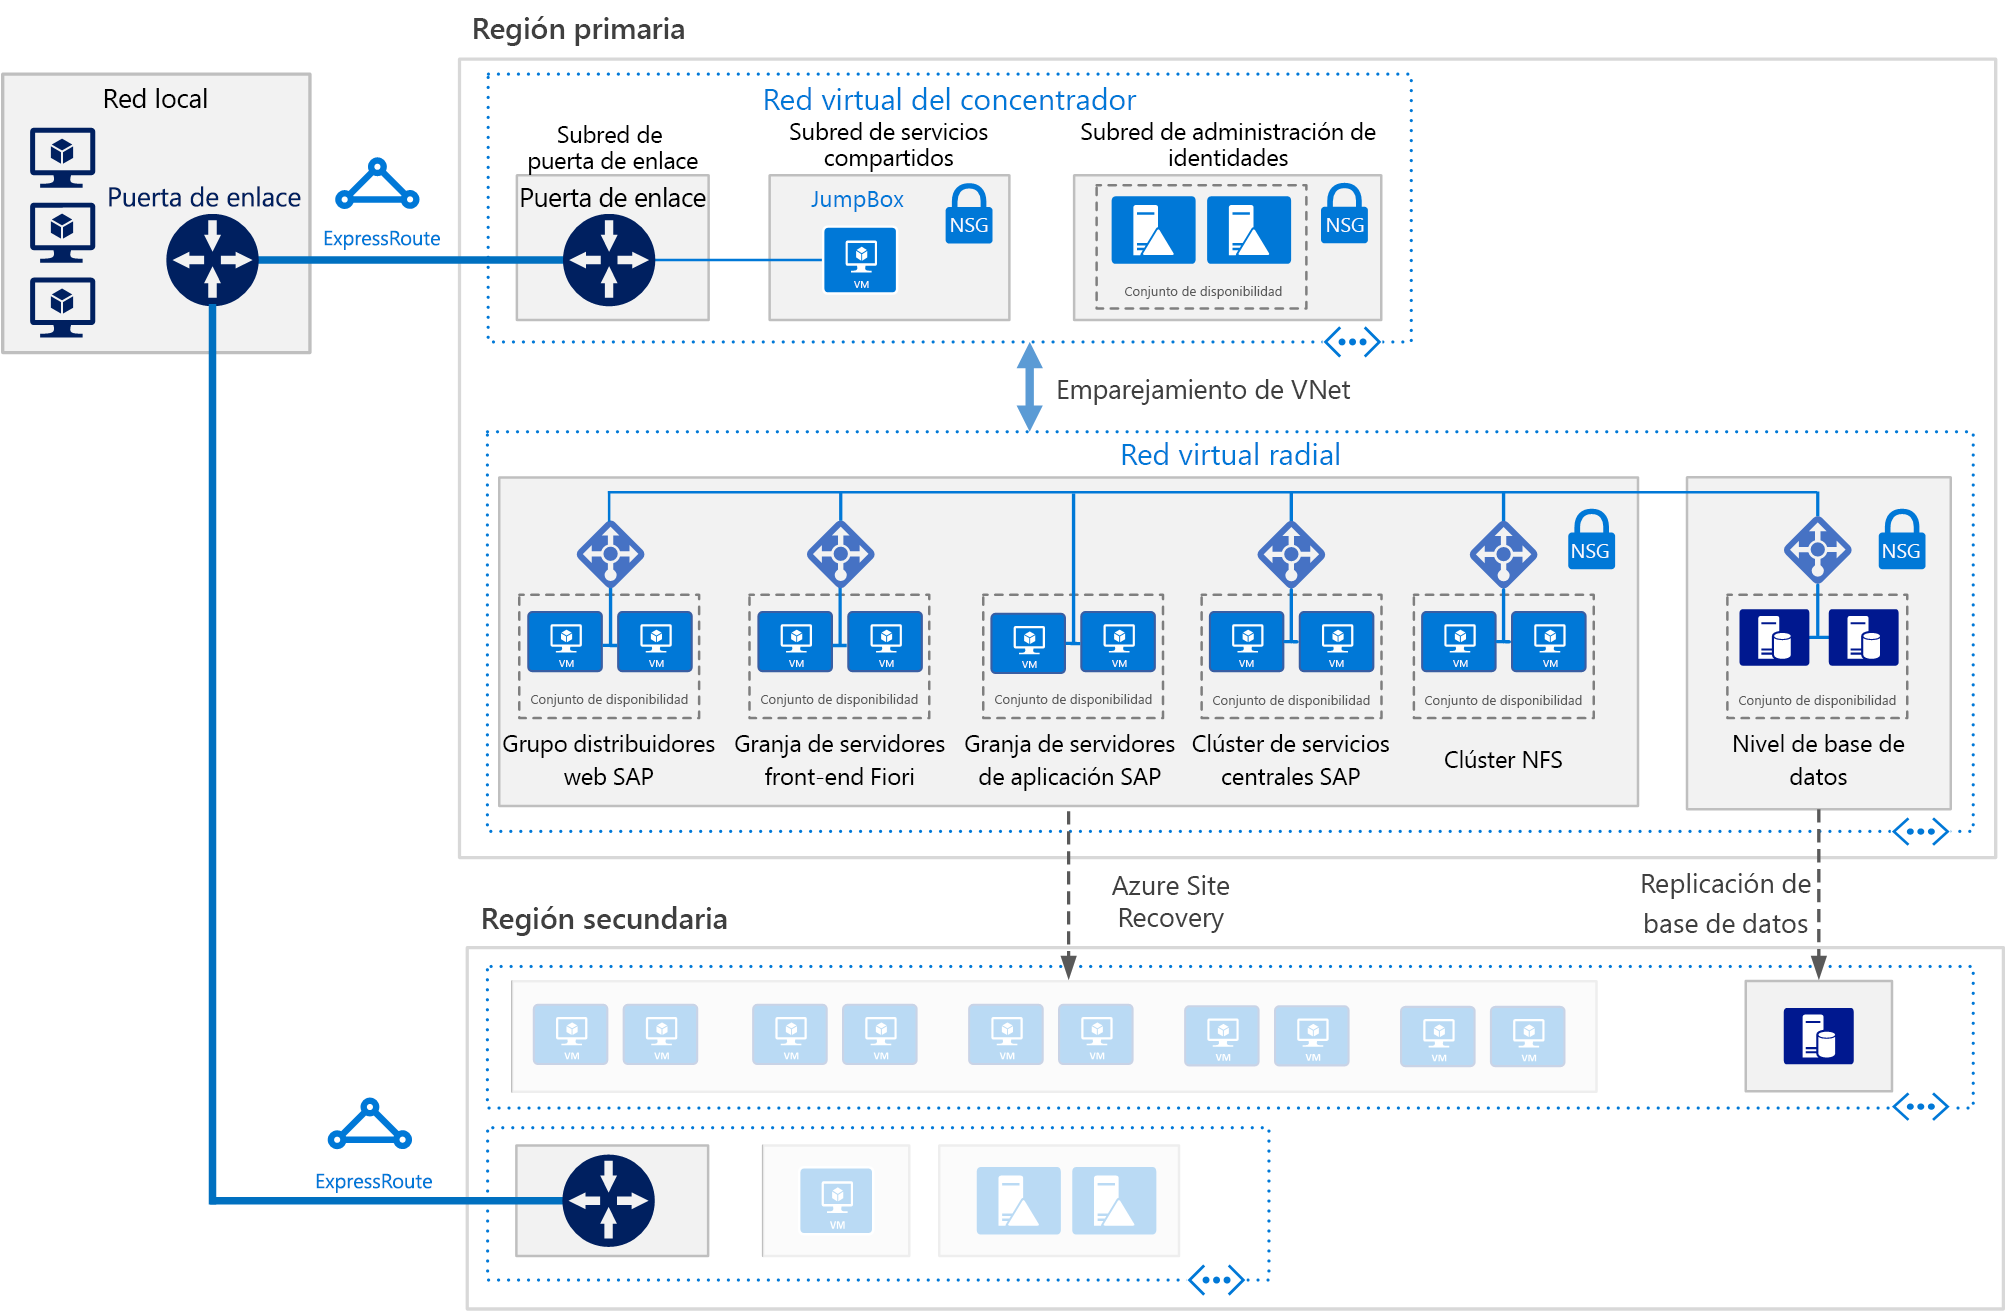 Región primaria
Red local
Puerta de enlace
ExpressRoute
Red virtual del concentrador
Subred de
puerta de enlace
Puerta de enlace
Subred de servicios
compartidos
JumpBox
NSG
VM
Subred de administración de
identidades
NSG
Conjunto de disponibilidad
Emparejamiento de VNet
Red virtual radial
NSG
NSG
VM
VM
VM
VM
VM
VM
VM
VM
VM
VM
Conjunto de disponibilidad
Conjunto de disponibilidad
Conjunto de disponibilidad
Conjunto de disponibilidad
Conjunto de disponibilidad
Conjunto de disponibilidad
Grupo distribuidores
web SAP
Granja de servidores
front-end Fiori
Granja de servidores
de aplicación SAP
Clúster de servicios
centrales SAP
Clúster NFS
Nivel de base de
datos
Azure Site
Recovery
Replicación de
base de datos
Región secundaria
VM
VM
VM
VM
VM
VM
VM
VM
VM
VM
ExpressRoute
VM